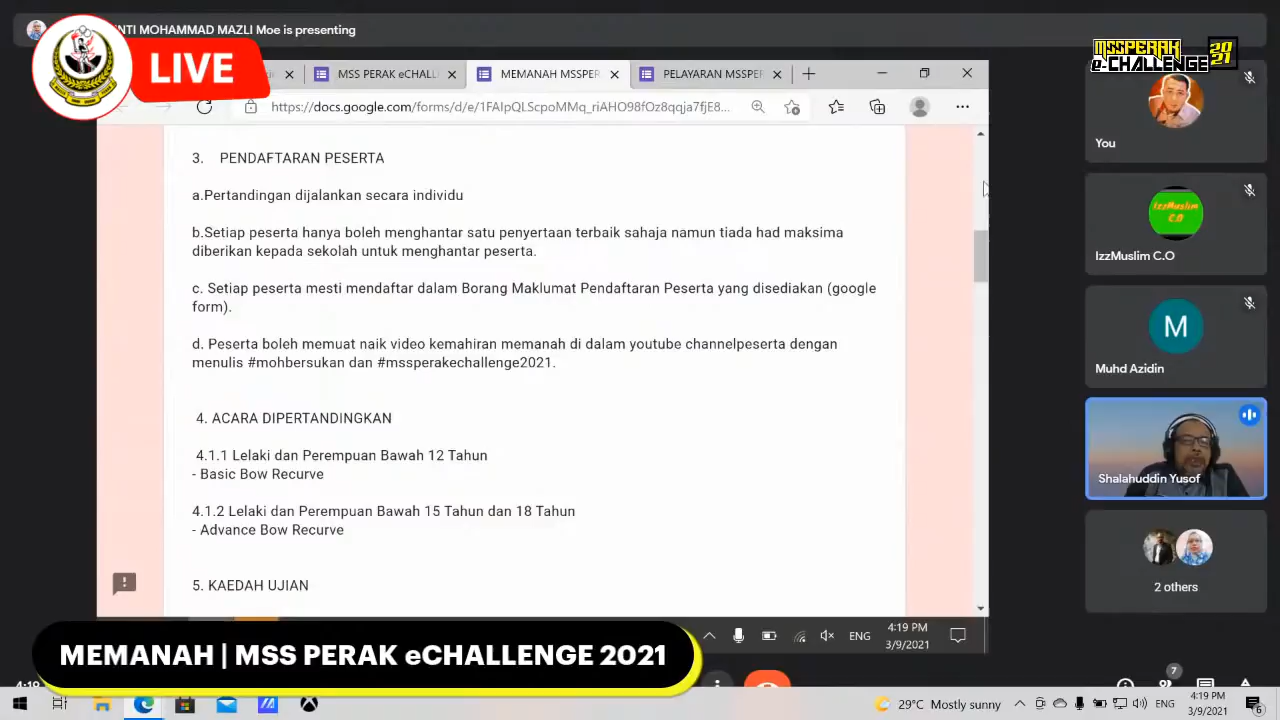 NTI MOHAMMAD MAZLI Moe is presenting
LIVE
MSSPERAK 2021
e-CHALLENGE
MSS PERAK eCHALL
MEMANAH MSSPER
PELAYARAN MSSPE
https://docs.google.com/forms/d/e/1FAIpQLScpoMMq_riAHO98fOz8qqja7fjE8...
3. PENDAFTARAN PESERTA
a.Pertandingan dijalankan secara individu
b.Setiap peserta hanya boleh menghantar satu penyertaan terbaik sahaja namun tiada had maksima
diberikan kepada sekolah untuk menghantar peserta.
c. Setiap peserta mesti mendaftar dalam Borang Maklumat Pendaftaran Peserta yang disediakan (google
form).
d. Peserta boleh memuat naik video kemahiran memanah di dalam youtube channelpeserta dengan
menulis #mohbersukan dan #mssperakechallenge2021.
4. ACARA DIPERTANDINGKAN
4.1.1 Lelaki dan Perempuan Bawah 12 Tahun
- Basic Bow Recurve
4.1.2 Lelaki dan Perempuan Bawah 15 Tahun dan 18 Tahun
- Advance Bow Recurve
5. KAEDAH UJIAN
You
IzzMuslim C.O
IzzMuslim C.O
M
Muhd Azidin
Shalahuddin Yusof
2 others
ENG
4:19 PM
3/9/2021
MEMANAH | MSS PERAK eCHALLENGE 2021
7
29°C Mostly sunny
ENG
4:19 PM
3/9/2021
6